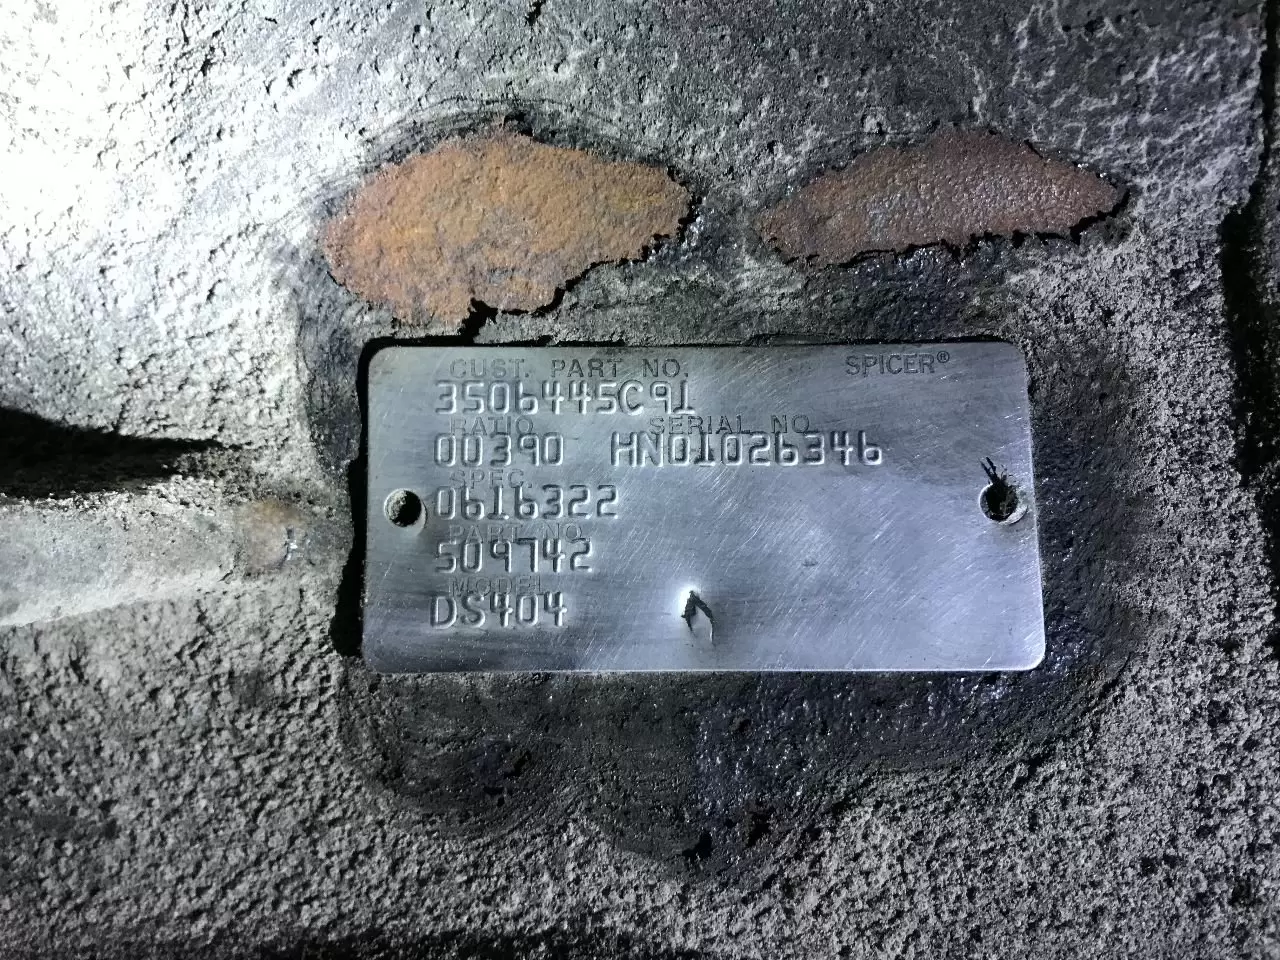 CUST. PART NO. SPICER®
3506445C91
RATIO SERIAL NO.
00390 HN01026346
SPEC.
0616322
PART NO.
509742
MODEL
DS404